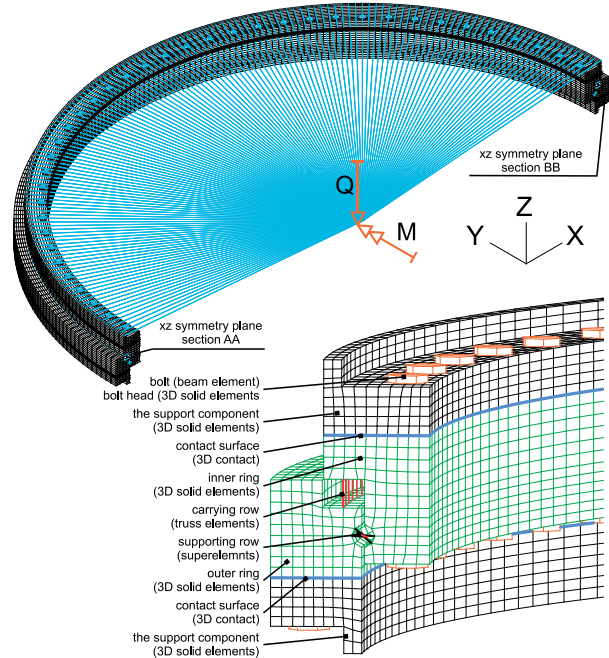 xz symmetry plane
section BB
Q
M
Z
Y
X
xz symmetry plane
section AA
bolt (beam element)
bolt head (3D solid elements
the support component
(3D solid elements)
contact surface
(3D contact)
inner ring
(3D solid elements)
carrying row
(truss elements)
supporting row
(superelemnts)
outer ring
(3D solid elements)
contact surface
(3D contact)
the support component
(3D solid elements)